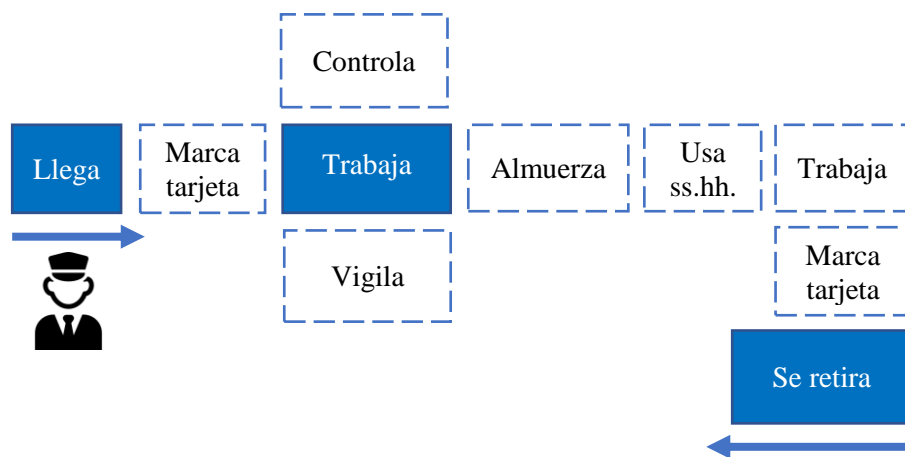 Controla
Llega
Marca
tarjeta
Trabaja
Almuerza
Usa
ss.hh.
Trabaja
Vigila
Marca
tarjeta
Se retira